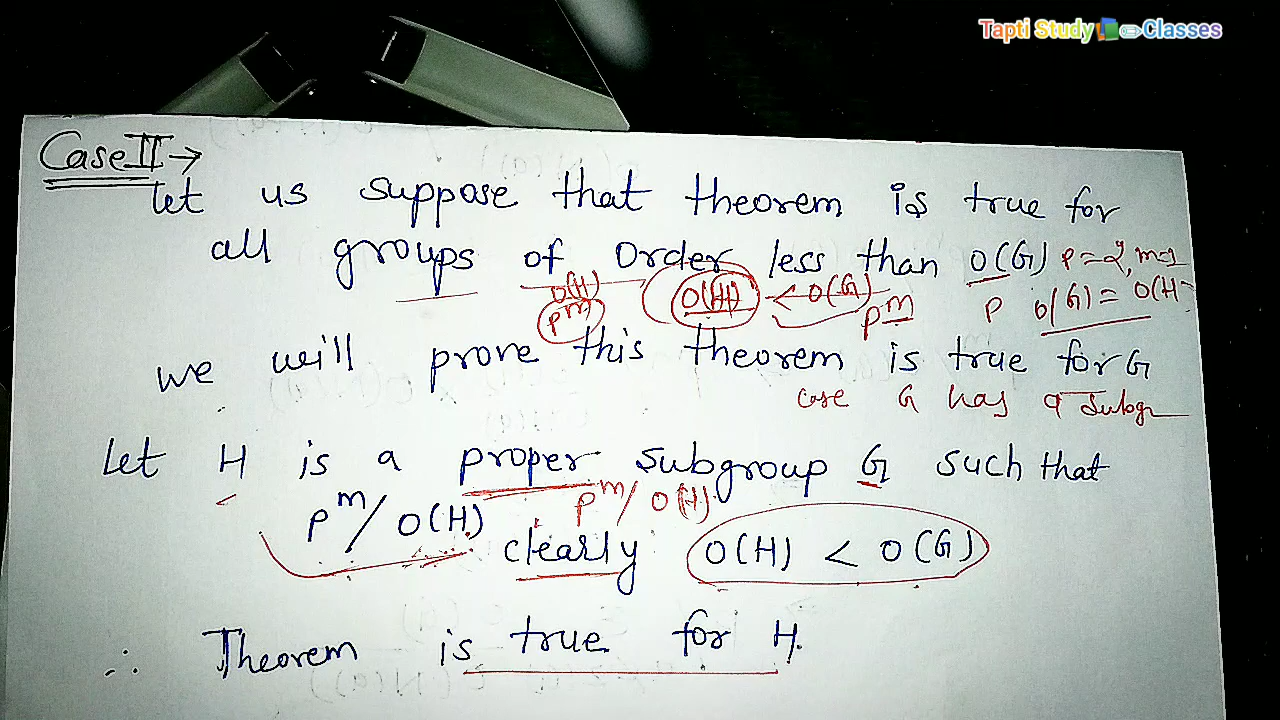 Tapti Study Classes
Case II →
let us suppose that theorem is true for
all groups of order less than O(G) P=2, m=1
O(H) O(H) < O(G) P O(G) = O(H
p^m p^m
we will prove this theorem is true for G
case G has a subgr
Let H is a proper subgroup G such that
p^m / O(H) p^m / O(H)
clearly O(H) < O(G)
∴ Theorem is true for H.